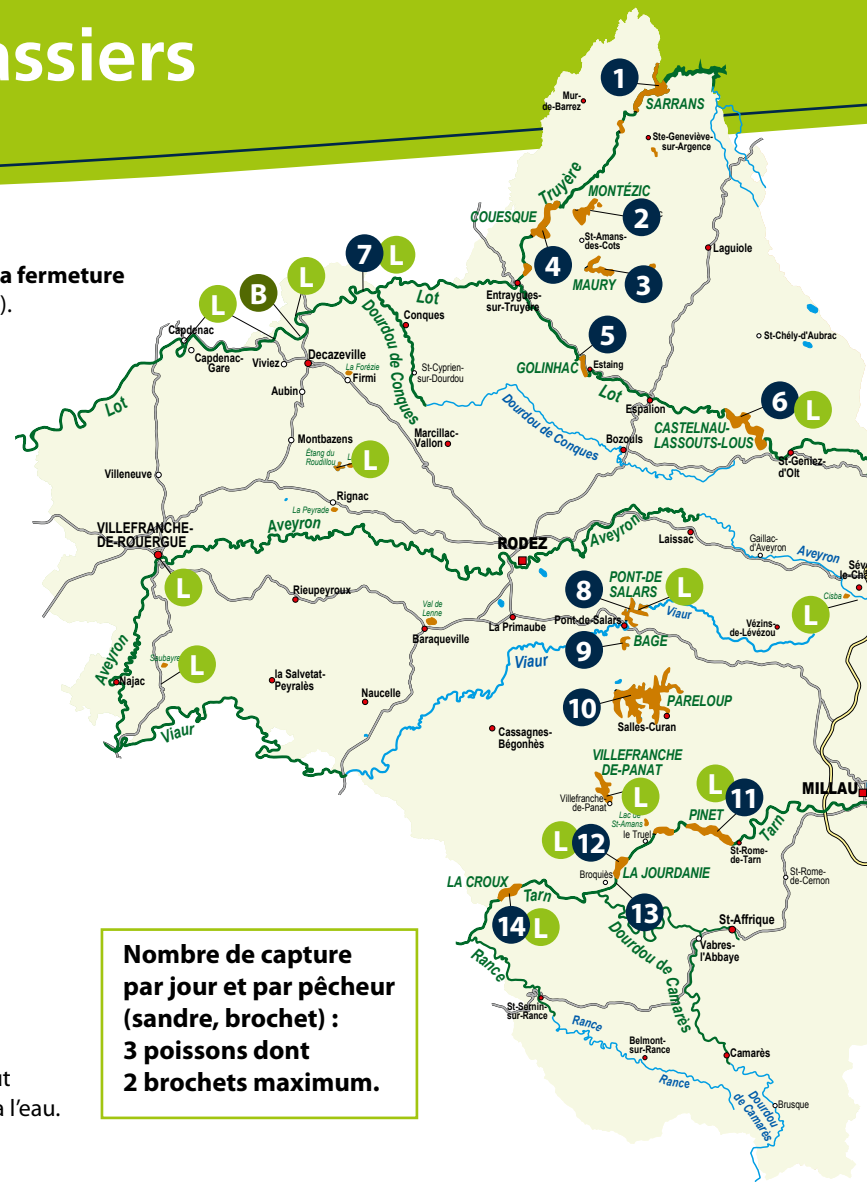 assiers
a fermeture
).
1
SARRANS
Mur-
de-Barrez
Ste-Geneviève-
sur-Argence
Truyère
MONTÉZIC
2
COUESQUE
St-Amans-
des-Cots
4
MAURY
3
Laguiole
7
L
L
B
L
Lot
Entraygues-
sur-Truyère
Conques
Dourdou de Conques
Capdenac
Capdenac-
Gare
Viviez
Decazeville
La Forézie
Firmi
Aubin
St-Cyprien-
sur-Dourdou
5
GOLINHAC
Estaing
Lot
St-Chély-d'Aubrac
Espalion
6
L
CASTELNAU-
LASSOUTS-LOUS
St-Geniez-
d'Olt
Lot
Dourdou de Conques
Bozouls
Marcillac-
Vallon
Montbazens
Étang du
Roudillou
L
Villeneuve
Rignac
La Peyrade
Aveyron
VILLEFRANCHE-
DE-ROUERGUE
RODEZ
Aveyron
Laissac
Gaillac-
d'Aveyron
Aveyron
Cisba
L
L
8
PONT-DE
SALARS
L
Viaur
Rieupeyroux
Val de
Lenne
Baraqueville
La Primaube
Pont-de-Salars
Vézins-
de-Lévézou
9
BAGE
Viaur
Aveyron
L
Najac
la Salvetat-
Peyralès
Naucelle
10
PARELOUP
Salles-Curan
Viaur
Cassagnes-
Bégonhès
VILLEFRANCHE
DE-PANAT
L
Villefranche-
de-Panat
L
11
MILLAU
PINET
Tarn
St-Amans
le Truel
St-Rome-
de-Tarn
L
12
Broquiès
LA JOURDANIE
St-Rome-
de-Cernon
LA CROUX
Tarn
13
14
L
St-Affrique
Vabres-
l'Abbaye
Dourdou de Camarès
Rance
St-Sernin-
sur-Rance
Rance
Belmont-
sur-Rance
Rance
Camarès
Dourdou
de Camarès
Brusque
Nombre de capture
par jour et par pêcheur
(sandre, brochet) :
3 poissons dont
2 brochets maximum.
à l'eau.